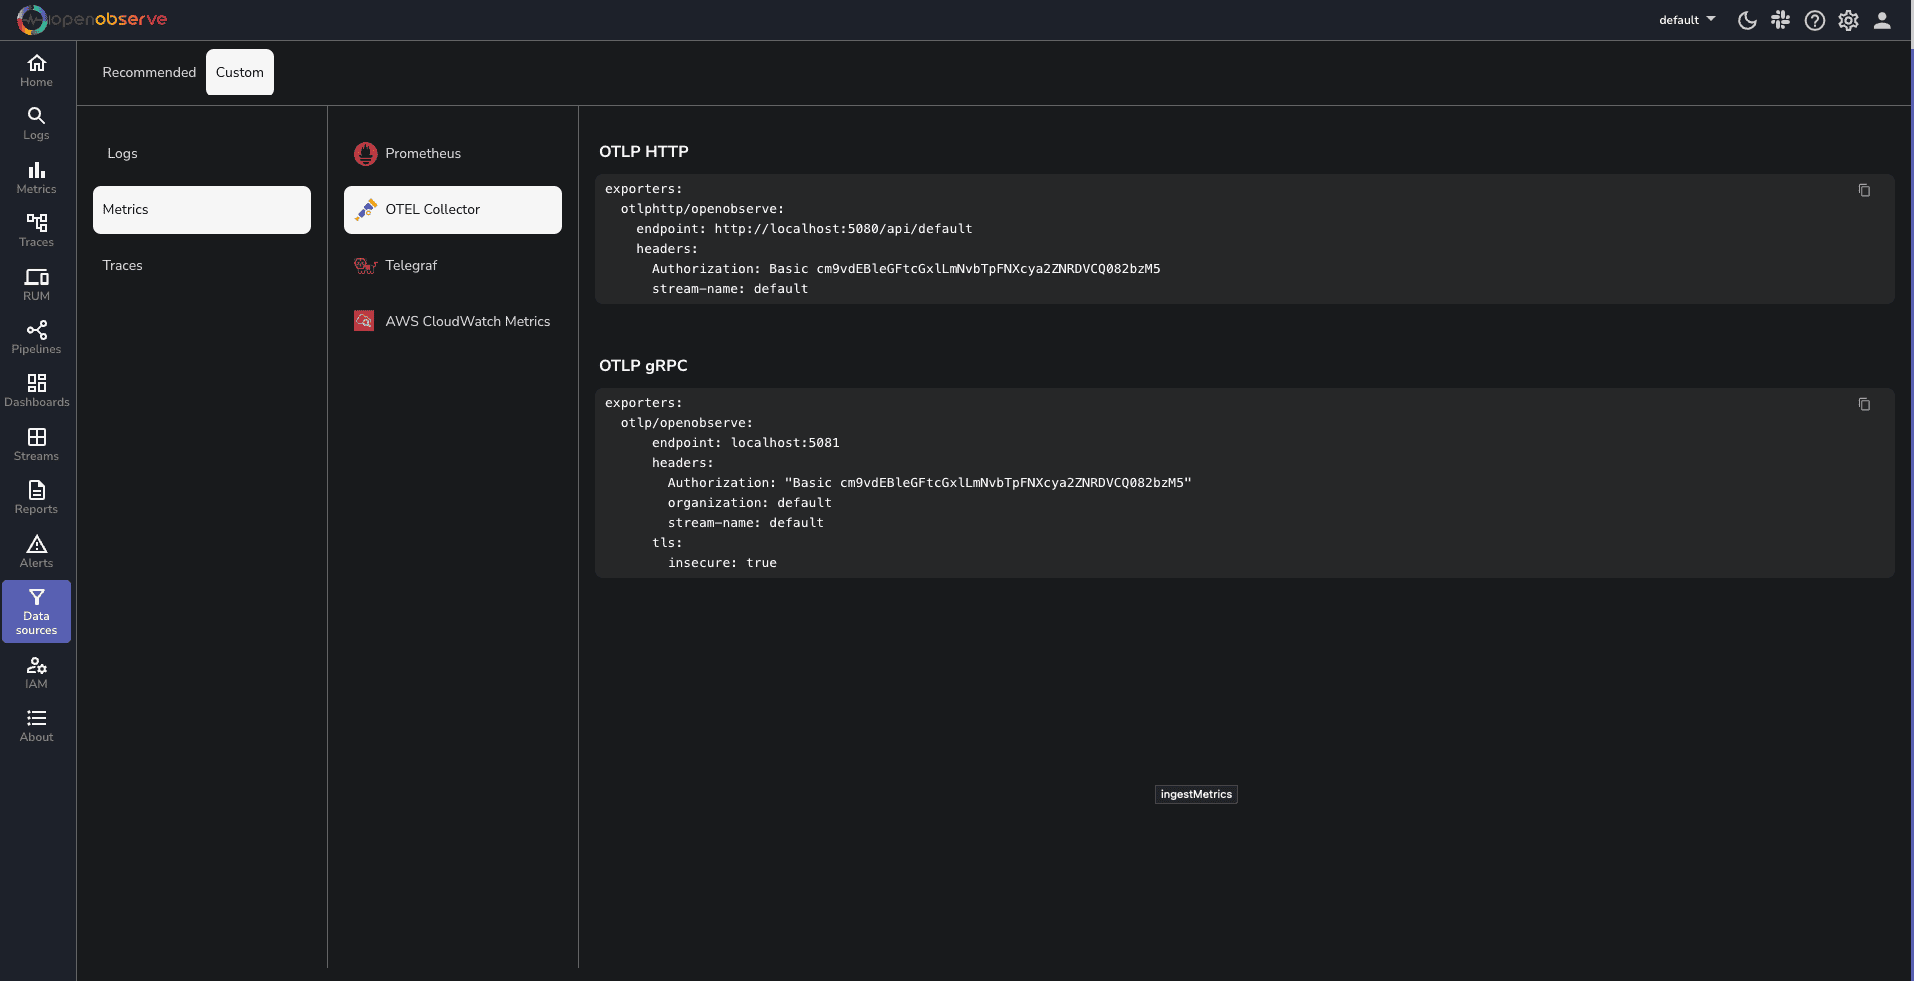 openobserve
default
Home
Logs
Metrics
Traces
RUM
Pipelines
Dashboards
Streams
Reports
Alerts
Data
sources
IAM
About
Recommended
Custom
Logs
Metrics
Traces
Prometheus
OTEL Collector
Telegraf
AWS CloudWatch Metrics
OTLP HTTP
exporters:
  otlphttp/openobserve:
    endpoint: http://localhost:5080/api/default
    headers:
      Authorization: Basic cm9vdEBleGFtcGxlLmNvbTpFNXcya2ZNRDVCQ082bzM5
      stream-name: default
OTLP gRPC
exporters:
  otlp/openobserve:
      endpoint: localhost:5081
      headers:
        Authorization: "Basic cm9vdEBleGFtcGxlLmNvbTpFNXcya2ZNRDVCQ082bzM5"
        organization: default
        stream-name: default
      tls:
        insecure: true
ingestMetrics